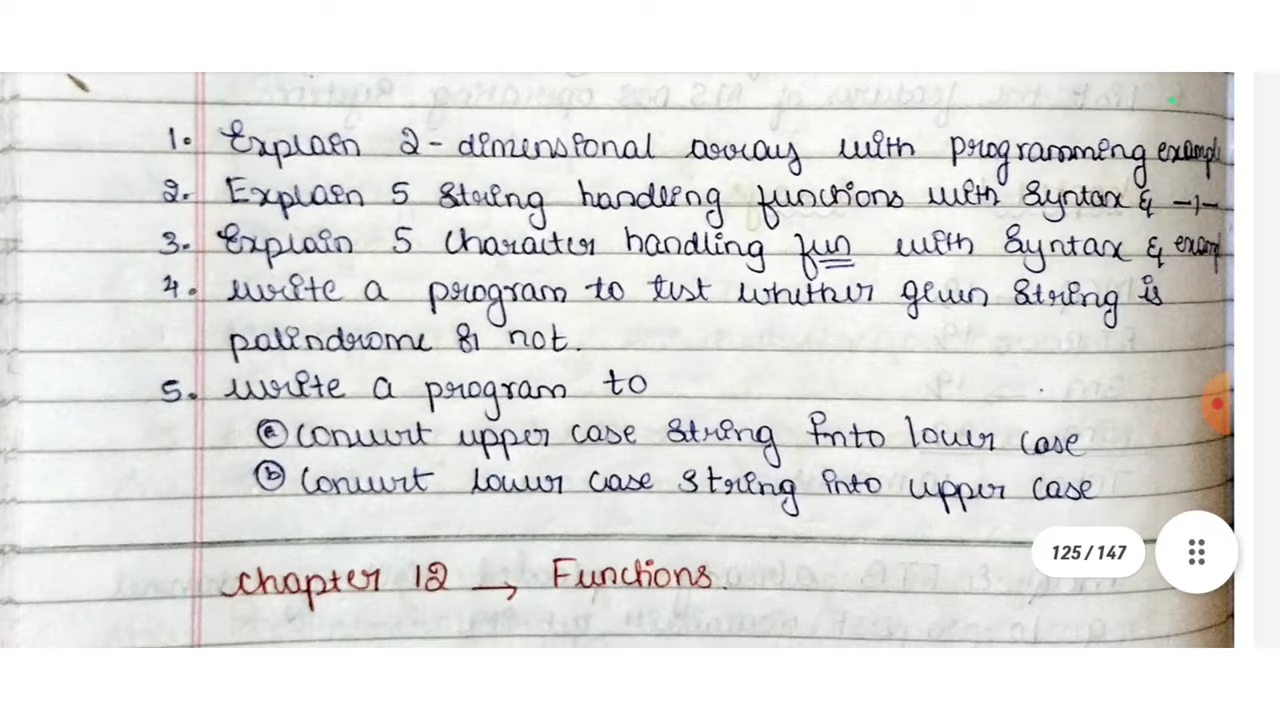 1. Explain 2-dimensional array with programming example
2. Explain 5 String handling functions with Syntax & -1-
3. Explain 5 character handling fun with Syntax & examp
4. write a program to test whether given string is
palindrome or not.
5. write a program to
(a) convert upper case string into lower case
(b) convert lower case string into upper case
125/147
chapter 12 → Functions.